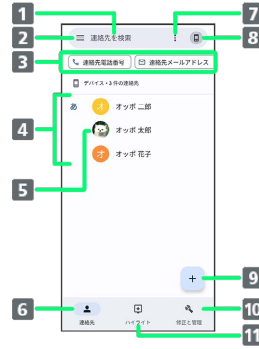 1
7
2
連絡先を検索
8
3
連絡先電話番号
連絡先メールアドレス
デバイス・3 件の連絡先
あ
オ
オッポ 二郎
4
オッポ 太郎
オ
オッポ 花子
5
9
6
10
連絡先
ハイライト
修正と管理
11